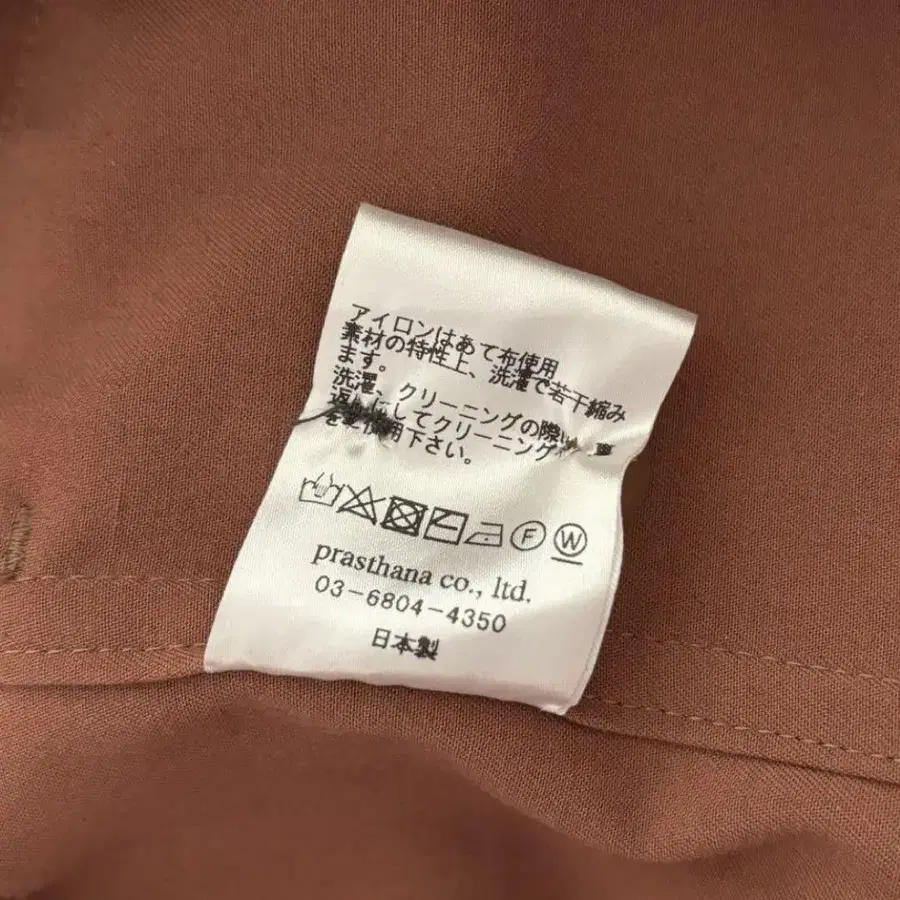 アイロンはあて布使用
素材の特性上、洗濯で若干縮み
ます。
洗濯、クリーニングの際は、裏
返しにしてクリーニング
下さい。
F W
prasthana co., ltd.
03-6804-4350
日本製